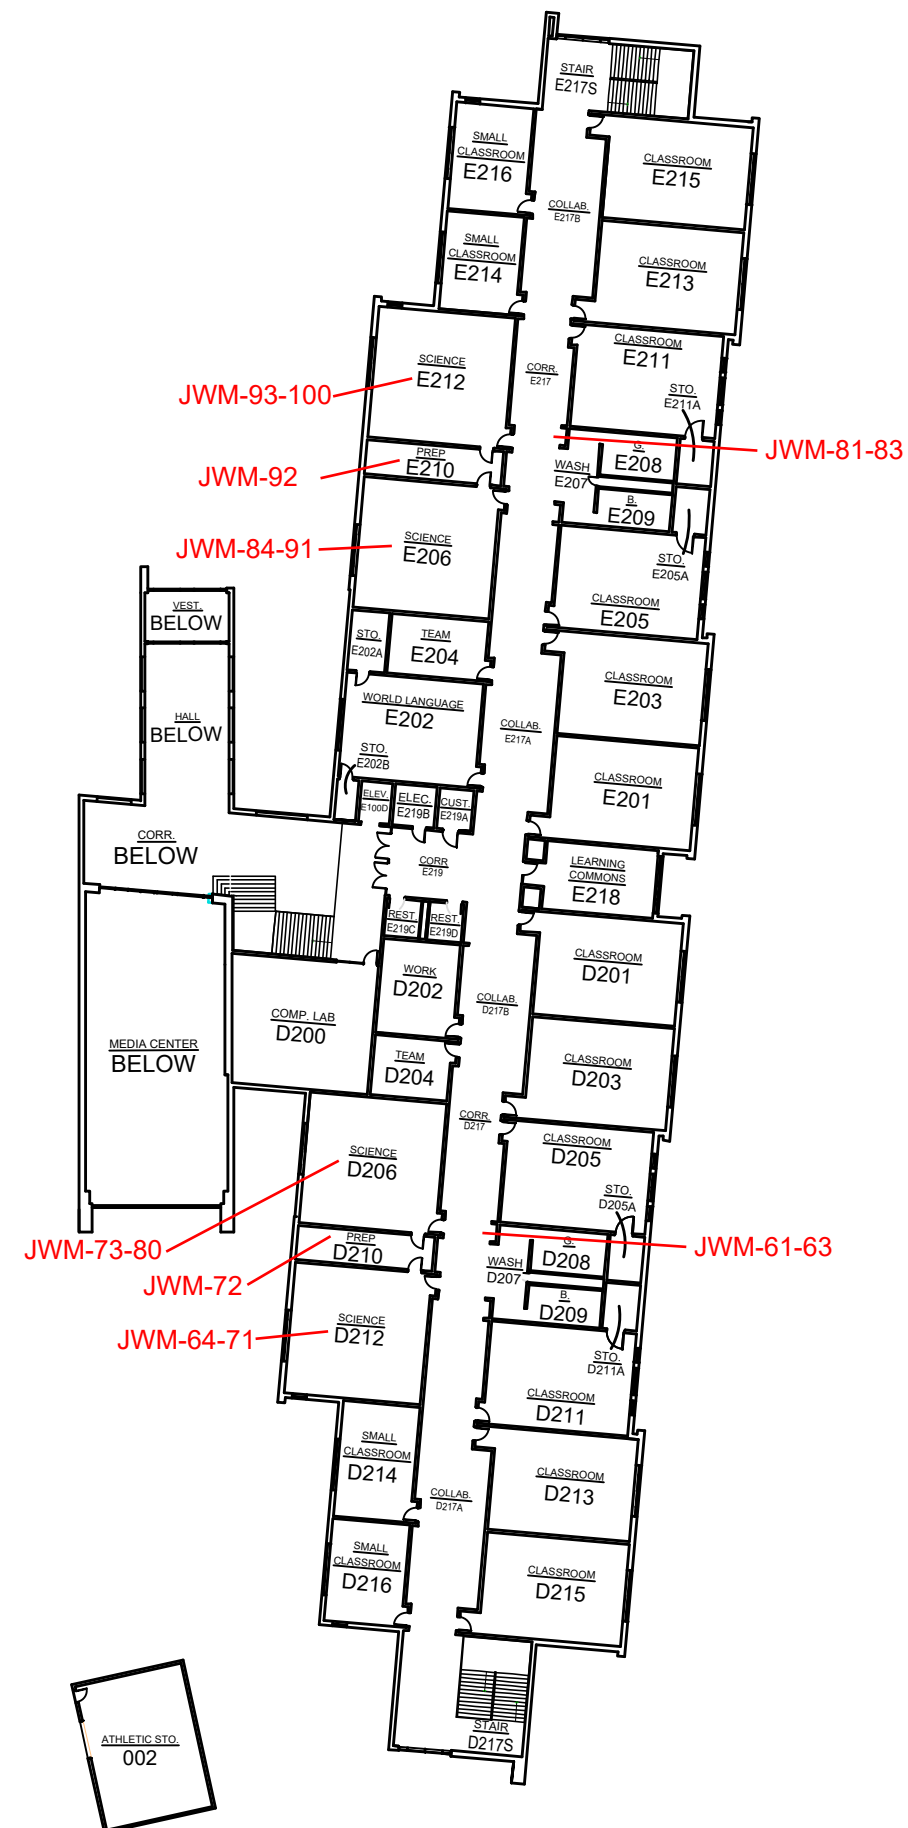 STAIR
E217S
SMALL
CLASSROOM
E216
CLASSROOM
E215
COLLAB.
E217B
SMALL
CLASSROOM
E214
CLASSROOM
E213
SCIENCE
E212
CORR.
E217
CLASSROOM
E211
STO.
E211A
JWM-93-100
JWM-81-83
PREP
E210
JWM-92
WASH
E207
G.
E208
B.
E209
SCIENCE
E206
JWM-84-91
STO.
E205A
CLASSROOM
E205
VEST.
BELOW
STO.
E202A
TEAM
E204
CLASSROOM
E203
HALL
BELOW
WORLD LANGUAGE
E202
STO.
E202B
COLLAB.
E217A
CLASSROOM
E201
ELEV.
E100D
ELEC.
E219B
CUST.
E219A
CORR.
BELOW
CORR
E219
LEARNING
COMMONS
E218
REST.
E219C
REST.
E219D
WORK
D202
CLASSROOM
D201
COLLAB.
D217B
COMP. LAB
D200
MEDIA CENTER
BELOW
TEAM
D204
CLASSROOM
D203
CORR.
D217
SCIENCE
D206
CLASSROOM
D205
STO.
D205A
JWM-73-80
JWM-61-63
PREP
D210
JWM-72
WASH
D207
G.
D208
B.
D209
SCIENCE
D212
JWM-64-71
STO.
D211A
CLASSROOM
D211
SMALL
CLASSROOM
D214
CLASSROOM
D213
COLLAB.
D217A
SMALL
CLASSROOM
D216
CLASSROOM
D215
STAIR
D217S
ATHLETIC STO.
002